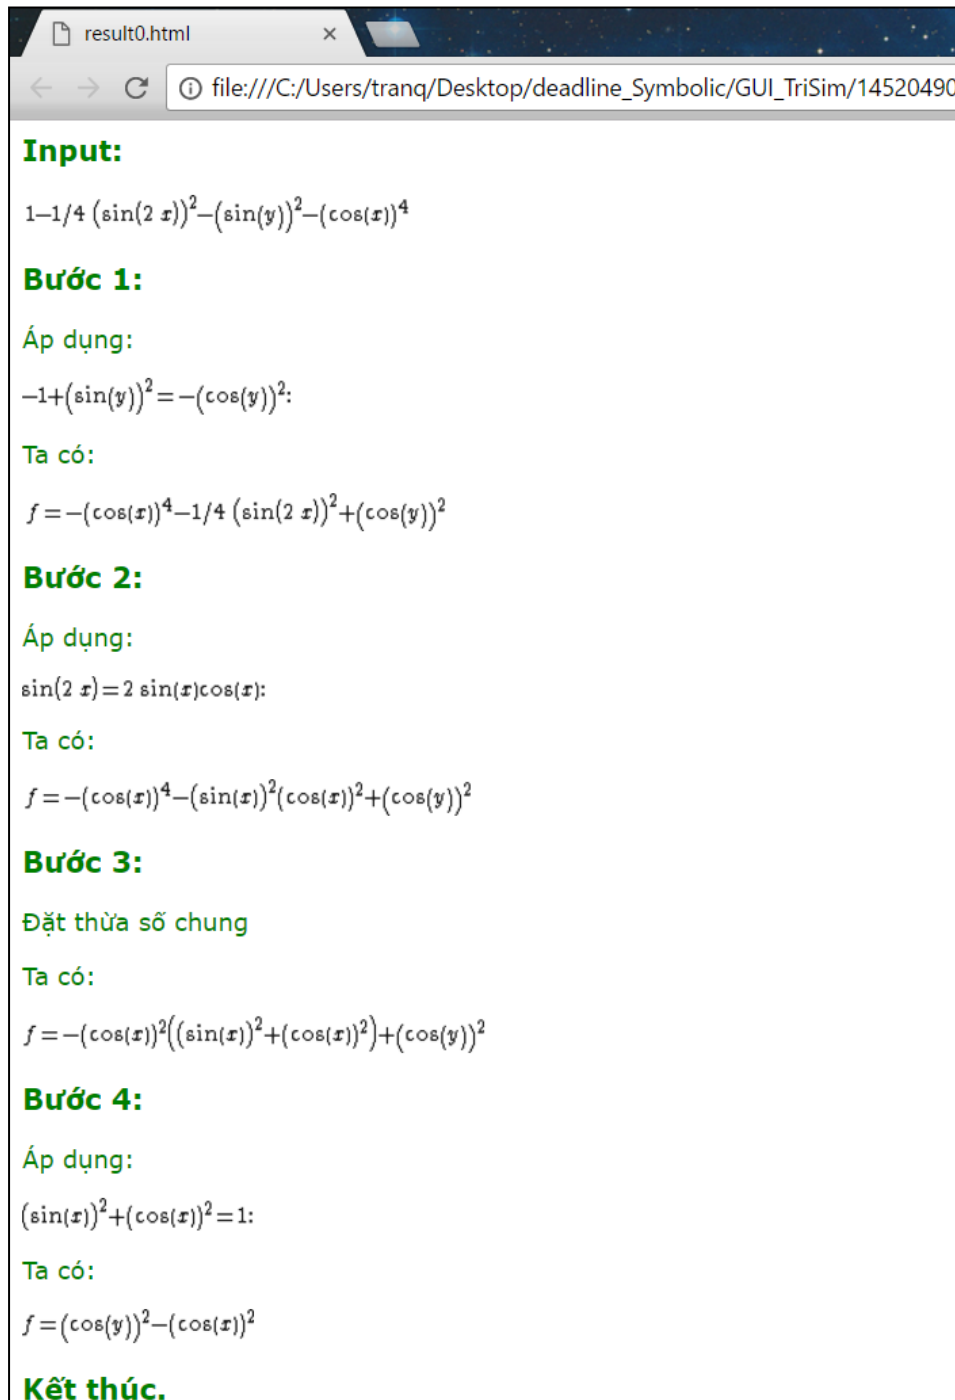 result0.html
file:///C:/Users/tranq/Desktop/deadline_Symbolic/GUI_TriSim/14520490
Input:
1−1/4 (sin(2 x))²−(sin(y))²−(cos(x))⁴
Bước 1:
Áp dụng:
−1+(sin(y))²=−(cos(y))²:
Ta có:
f=−(cos(x))⁴−1/4 (sin(2 x))²+(cos(y))²
Bước 2:
Áp dụng:
sin(2 x)=2 sin(x)cos(x):
Ta có:
f=−(cos(x))⁴−(sin(x))²(cos(x))²+(cos(y))²
Bước 3:
Đặt thừa số chung
Ta có:
f=−(cos(x))²((sin(x))²+(cos(x))²)+(cos(y))²
Bước 4:
Áp dụng:
(sin(x))²+(cos(x))²=1:
Ta có:
f=(cos(y))²−(cos(x))²
Kết thúc.